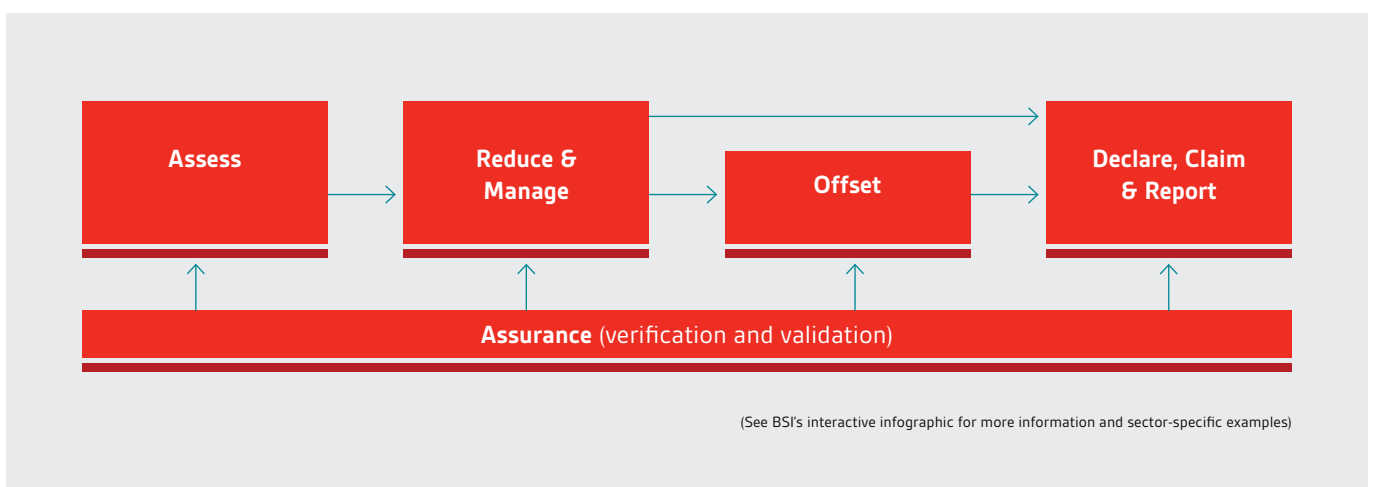 Assess
Reduce &
Manage
Offset
Declare, Claim
& Report
Assurance (verification and validation)
(See BSI's interactive infographic for more information and sector-specific examples)